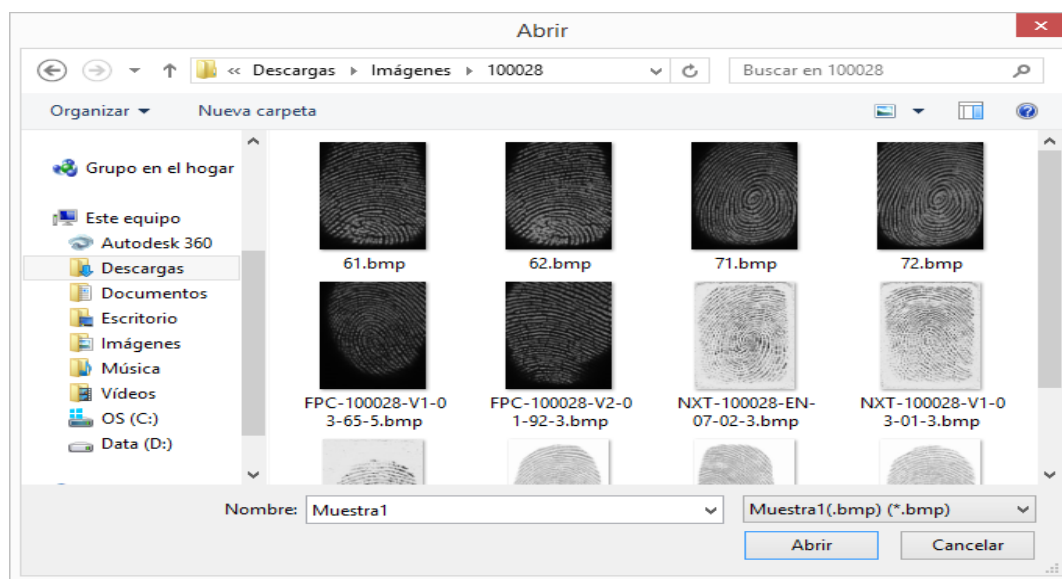 Abrir
« Descargas ▸ Imágenes ▸ 100028
Buscar en 100028
Organizar
Nueva carpeta
Grupo en el hogar
Este equipo
Autodesk 360
Descargas
Documentos
Escritorio
Imágenes
Música
Vídeos
OS (C:)
Data (D:)
61.bmp
62.bmp
71.bmp
72.bmp
FPC-100028-V1-0
3-65-5.bmp
FPC-100028-V2-0
1-92-3.bmp
NXT-100028-EN-
07-02-3.bmp
NXT-100028-V1-0
3-01-3.bmp
Nombre: Muestra1
Muestra1(.bmp) (*.bmp)
Abrir
Cancelar